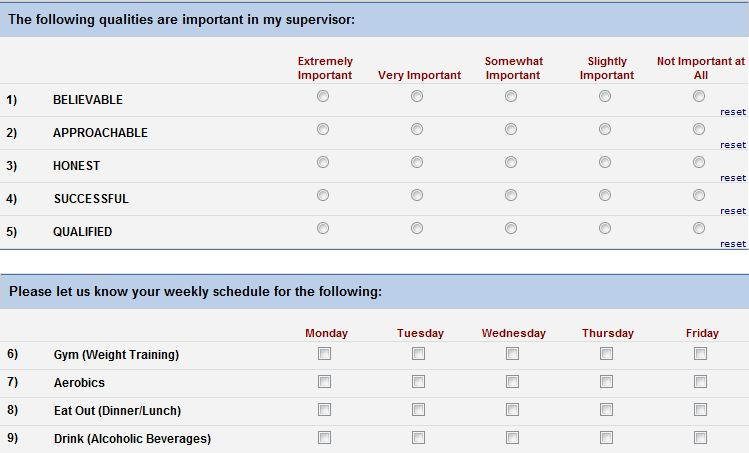 The following qualities are important in my supervisor:
Extremely Important Very Important Somewhat Important Slightly Important Not Important at All
1) BELIEVABLE
reset
2) APPROACHABLE
reset
3) HONEST
reset
4) SUCCESSFUL
reset
5) QUALIFIED
reset
Please let us know your weekly schedule for the following:
Monday Tuesday Wednesday Thursday Friday
6) Gym (Weight Training)
7) Aerobics
8) Eat Out (Dinner/Lunch)
9) Drink (Alcoholic Beverages)